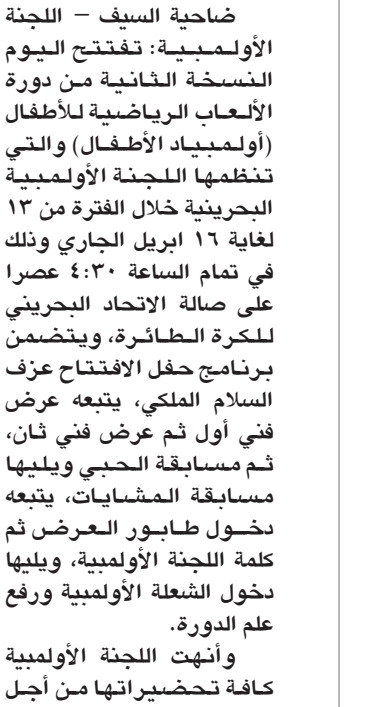 ضاحية السيف – اللجنة
الأولمبية: تفتتح اليوم
النسخة الثانية من دورة
الألعاب الرياضية للأطفال
(أولمبياد الأطفال) والتي
تنظمها اللجنة الأولمبية
البحرينية خلال الفترة من ١٣
لغاية ١٦ ابريل الجاري وذلك
في تمام الساعة ٤:٣٠ عصرا
على صالة الاتحاد البحريني
للكرة الطائرة، ويتضمن
برنامج حفل الافتتاح عزف
السلام الملكي، يتبعه عرض
فني أول ثم عرض فني ثان،
ثم مسابقة الحبي ويليها
مسابقة المشايات، يتبعه
دخول طابور العرض ثم
كلمة اللجنة الأولمبية، ويليها
دخول الشعلة الأولمبية ورفع
علم الدورة.
وأنهت اللجنة الأولمبية
كافة تحضيراتها من أجل